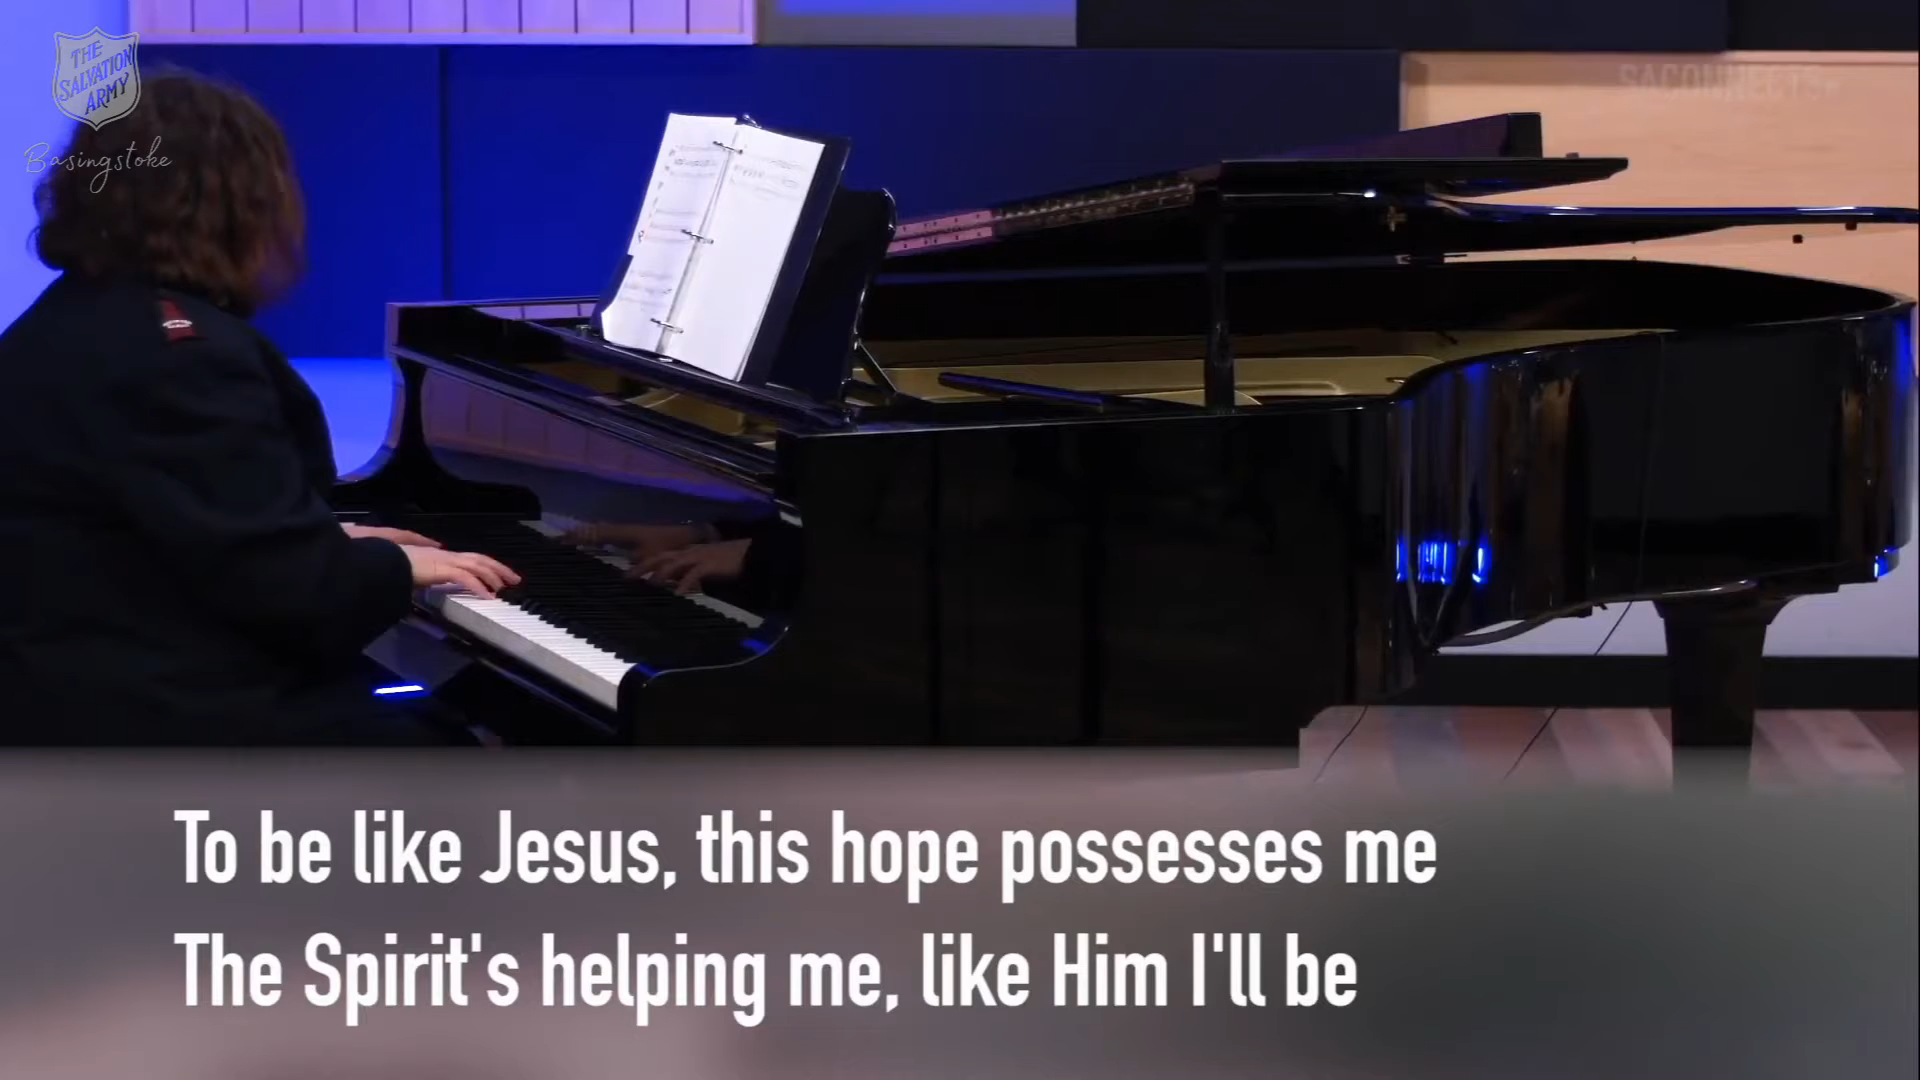 THE
SALVATION
ARMY
Basingstoke
SACONNECTS
To be like Jesus, this hope possesses me
The Spirit's helping me, like Him I'll be